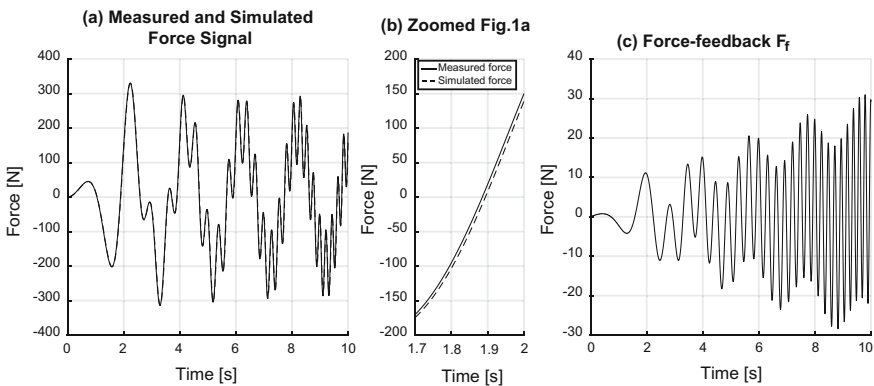 (a) Measured and Simulated
Force Signal
400
300
200
100
0
-100
-200
-300
-400
Force [N]
0 2 4 6 8 10
Time [s]
(b) Zoomed Fig.1a
Measured force
Simulated force
200
150
100
50
0
-50
-100
-150
-200
Force [N]
1.7 1.8 1.9 2
Time [s]
(c) Force-feedback Ff
40
30
20
10
0
-10
-20
-30
Force [N]
0 2 4 6 8 10
Time [s]